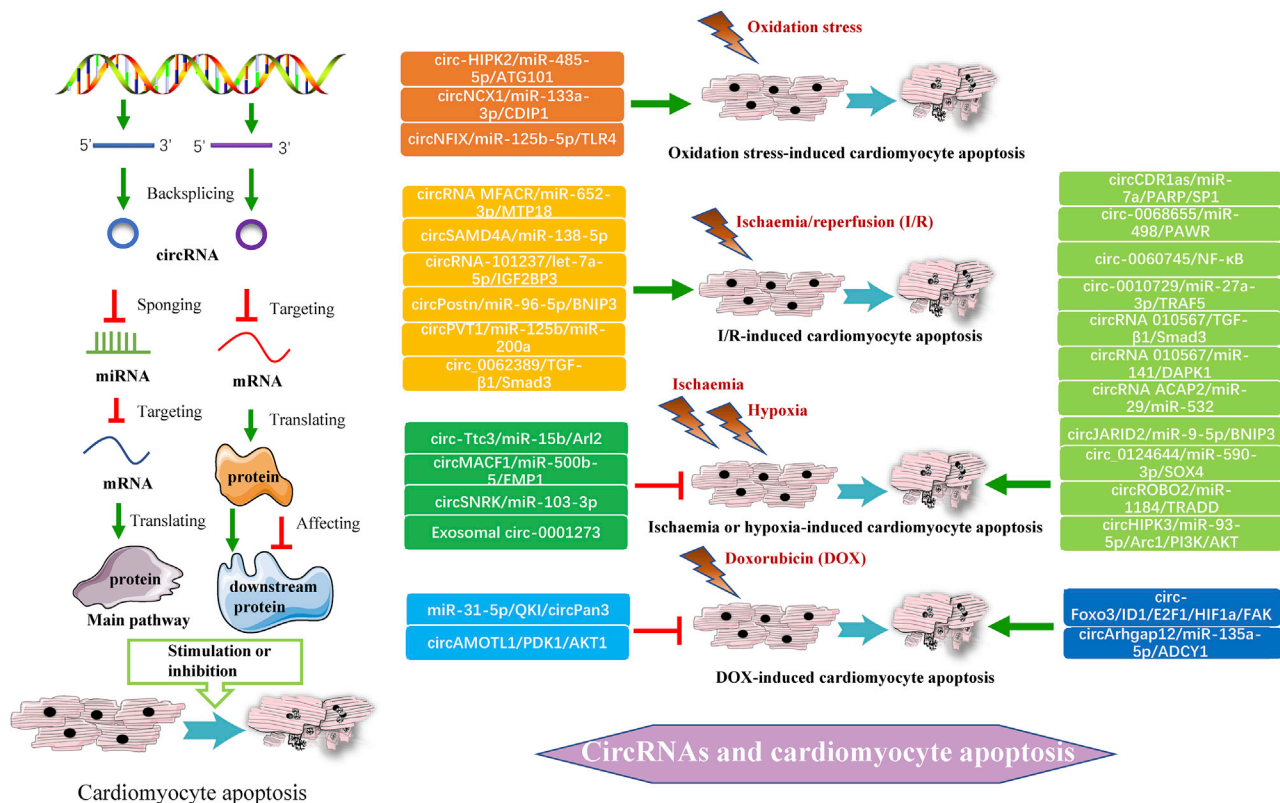 5’
3’
5’
3’
Backsplicing
circRNA
Sponging
Targeting
miRNA
mRNA
Targeting
Translating
mRNA
protein
Translating
Affecting
protein
downstream
protein
Main pathway
Stimulation or
inhibition
Cardiomyocyte apoptosis
circ-HIPK2/miR-485-
5p/ATG101
circNCX1/miR-133a-
3p/CDIP1
circNFIX/miR-125b-5p/TLR4
Oxidation stress
Oxidation stress-induced cardiomyocyte apoptosis
circRNA MFACR/miR-652-
3p/MTP18
circSAMD4A/miR-138-5p
circRNA-101237/let-7a-
5p/IGF2BP3
circPostn/miR-96-5p/BNIP3
circPVT1/miR-125b/miR-
200a
circ_0062389/TGF-
β1/Smad3
Ischaemia/reperfusion (I/R)
I/R-induced cardiomyocyte apoptosis
circ-Ttc3/miR-15b/Arl2
circMACF1/miR-500b-
5/EMP1
circSNRK/miR-103-3p
Exosomal circ-0001273
Ischaemia
Hypoxia
Ischaemia or hypoxia-induced cardiomyocyte apoptosis
circCDR1as/miR-
7a/PARP/SP1
circ-0068655/miR-
498/PAWR
circ-0060745/NF-κB
circ-0010729/miR-27a-
3p/TRAF5
circRNA 010567/TGF-
β1/Smad3
circRNA 010567/miR-
141/DAPK1
circRNA ACAP2/miR-
29/miR-532
circJARID2/miR-9-5p/BNIP3
circ_0124644/miR-590-
3p/SOX4
circROBO2/miR-
1184/TRADD
circHIPK3/miR-93-
5p/Arc1/PI3K/AKT
miR-31-5p/QKI/circPan3
circAMOTL1/PDK1/AKT1
Doxorubicin (DOX)
DOX-induced cardiomyocyte apoptosis
circ-
Foxo3/ID1/E2F1/HIF1a/FAK
circArhgap12/miR-135a-
5p/ADCY1
CircRNAs and cardiomyocyte apoptosis